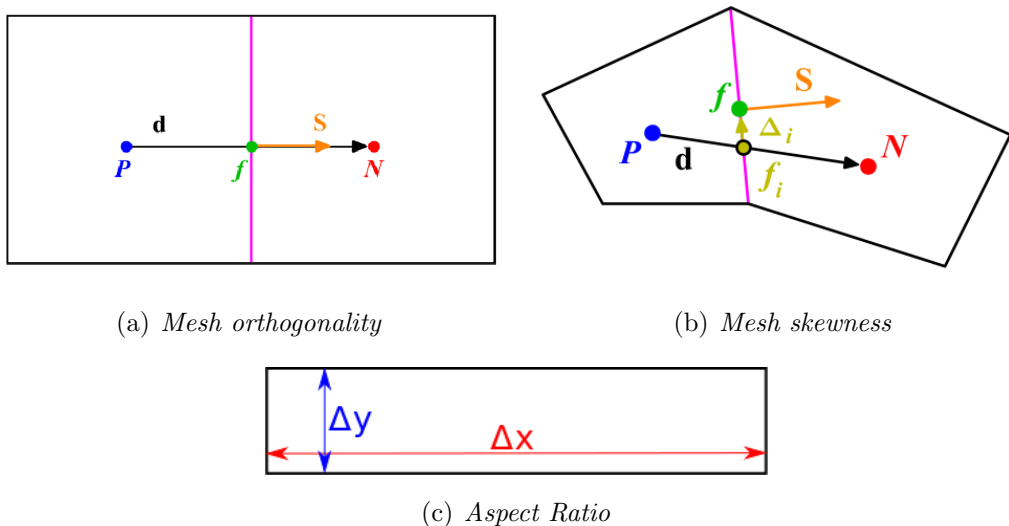 d
S
P
f
N
(a) Mesh orthogonality
S
f
Δi
P
d
fi
N
(b) Mesh skewness
Δy
Δx
(c) Aspect Ratio